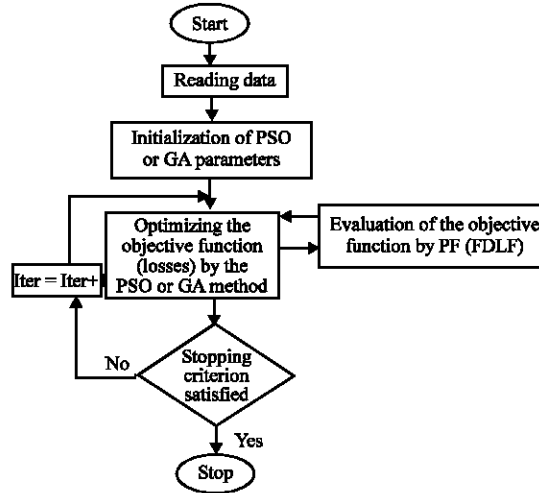 Start
Reading data
Initialization of PSO
or GA parameters
Optimizing the
objective function
(losses) by the
PSO or GA method
Evaluation of the objective
function by PF (FDLF)
Iter = Iter+
No
Stopping
criterion
satisfied
Yes
Stop